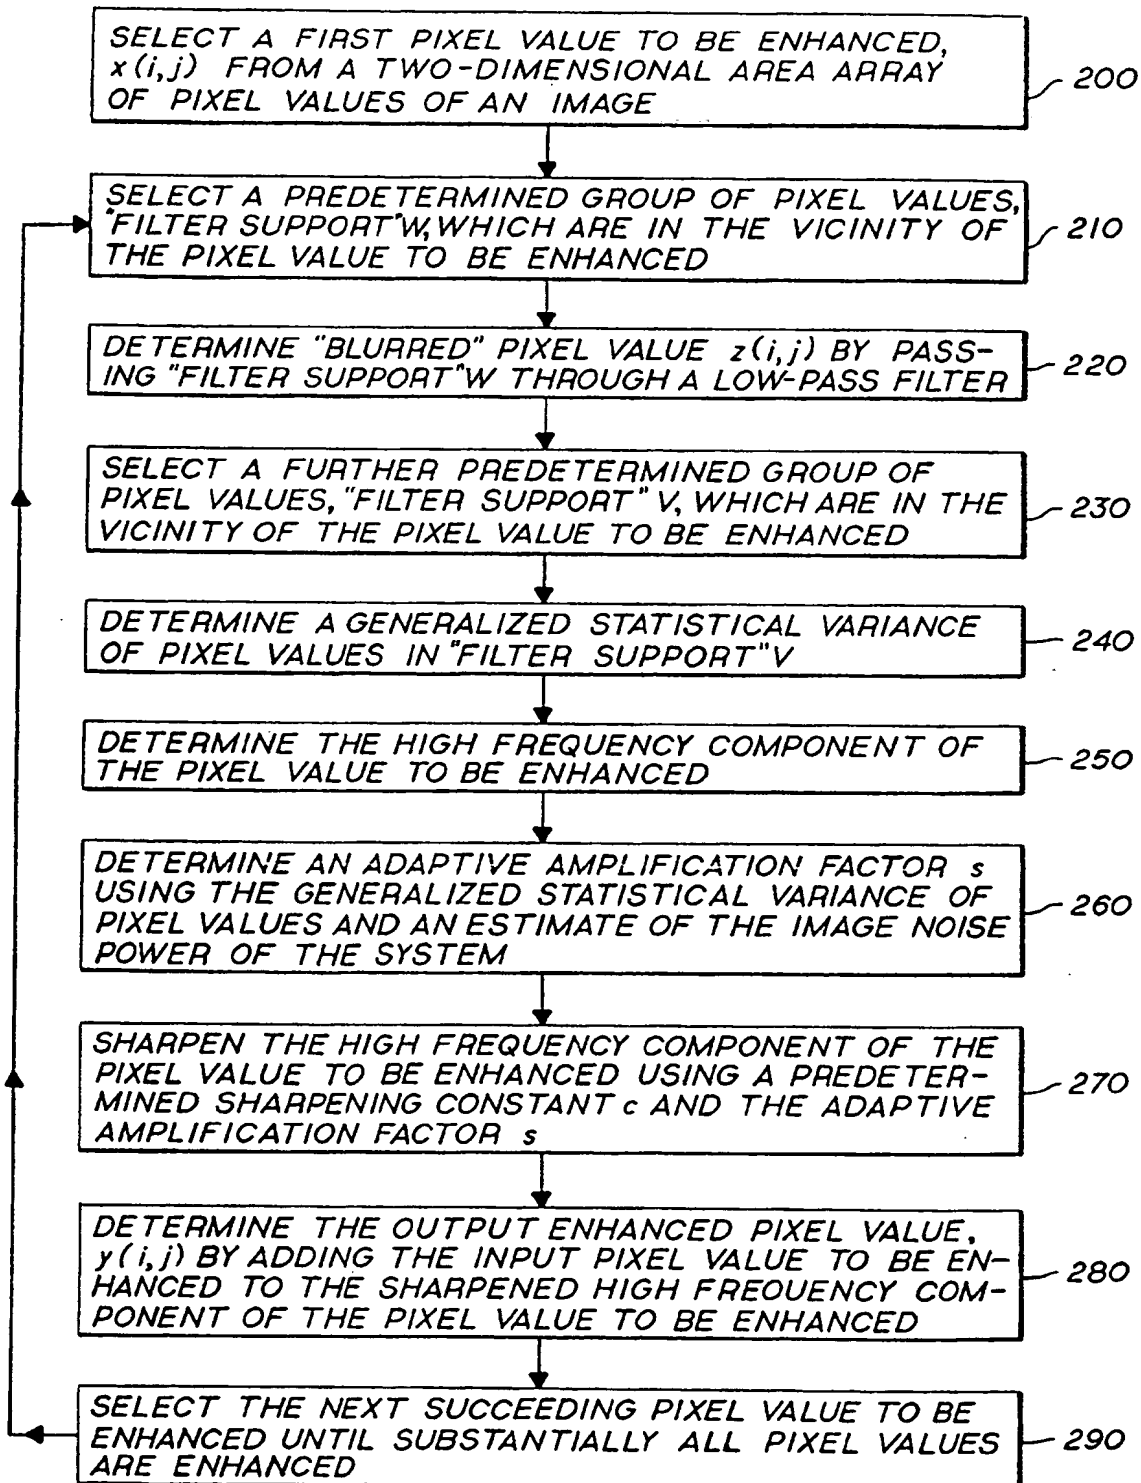 SELECT A FIRST PIXEL VALUE TO BE ENHANCED,
x(i,j) FROM A TWO-DIMENSIONAL AREA ARRAY
OF PIXEL VALUES OF AN IMAGE
200
SELECT A PREDETERMINED GROUP OF PIXEL VALUES,
"FILTER SUPPORT" W, WHICH ARE IN THE VICINITY OF
THE PIXEL VALUE TO BE ENHANCED
210
DETERMINE "BLURRED" PIXEL VALUE z(i,j) BY PASS-
ING "FILTER SUPPORT" W THROUGH A LOW-PASS FILTER
220
SELECT A FURTHER PREDETERMINED GROUP OF
PIXEL VALUES, "FILTER SUPPORT" V, WHICH ARE IN THE
VICINITY OF THE PIXEL VALUE TO BE ENHANCED
230
DETERMINE A GENERALIZED STATISTICAL VARIANCE
OF PIXEL VALUES IN "FILTER SUPPORT" V
240
DETERMINE THE HIGH FREQUENCY COMPONENT OF
THE PIXEL VALUE TO BE ENHANCED
250
DETERMINE AN ADAPTIVE AMPLIFICATION FACTOR s
USING THE GENERALIZED STATISTICAL VARIANCE OF
PIXEL VALUES AND AN ESTIMATE OF THE IMAGE NOISE
POWER OF THE SYSTEM
260
SHARPEN THE HIGH FREQUENCY COMPONENT OF THE
PIXEL VALUE TO BE ENHANCED USING A PREDETER-
MINED SHARPENING CONSTANT c AND THE ADAPTIVE
AMPLIFICATION FACTOR s
270
DETERMINE THE OUTPUT ENHANCED PIXEL VALUE,
y(i,j) BY ADDING THE INPUT PIXEL VALUE TO BE EN-
HANCED TO THE SHARPENED HIGH FREQUENCY COM-
PONENT OF THE PIXEL VALUE TO BE ENHANCED
280
SELECT THE NEXT SUCCEEDING PIXEL VALUE TO BE
ENHANCED UNTIL SUBSTANTIALLY ALL PIXEL VALUES
ARE ENHANCED
290